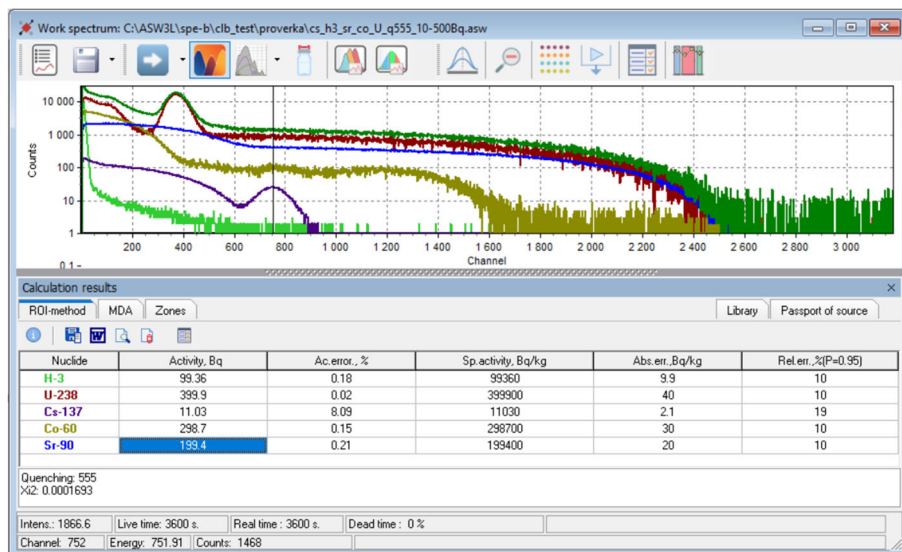 Work spectrum: C:\ASW3L\spe-b\clb_test\proverka\cs_h3_sr_co_U_q555_10-500Bq.asw
Counts
10 000
1 000
100
10
1
0.1
200 400 600 800 1 000 1 200 1 400 1 600 1 800 2 000 2 200 2 400 2 600 2 800 3 000
Channel
Calculation results
ROI-method MDA Zones Library Passport of source
Nuclide Activity, Bq Ac.error., % Sp.activity, Bq/kg Abs.err.,Bq/kg Rel.err.,%(P=0.95)
H-3 99.36 0.18 99360 9.9 10
U-238 399.9 0.02 399900 40 10
Cs-137 11.03 8.09 11030 2.1 19
Co-60 298.7 0.15 298700 30 10
Sr-90 199.4 0.21 199400 20 10
Quenching: 555
Xi2: 0.0001693
Intens.: 1866.6 Live time: 3600 s. Real time : 3600 s. Dead time : 0 %
Channel: 752 Energy: 751.91 Counts: 1468